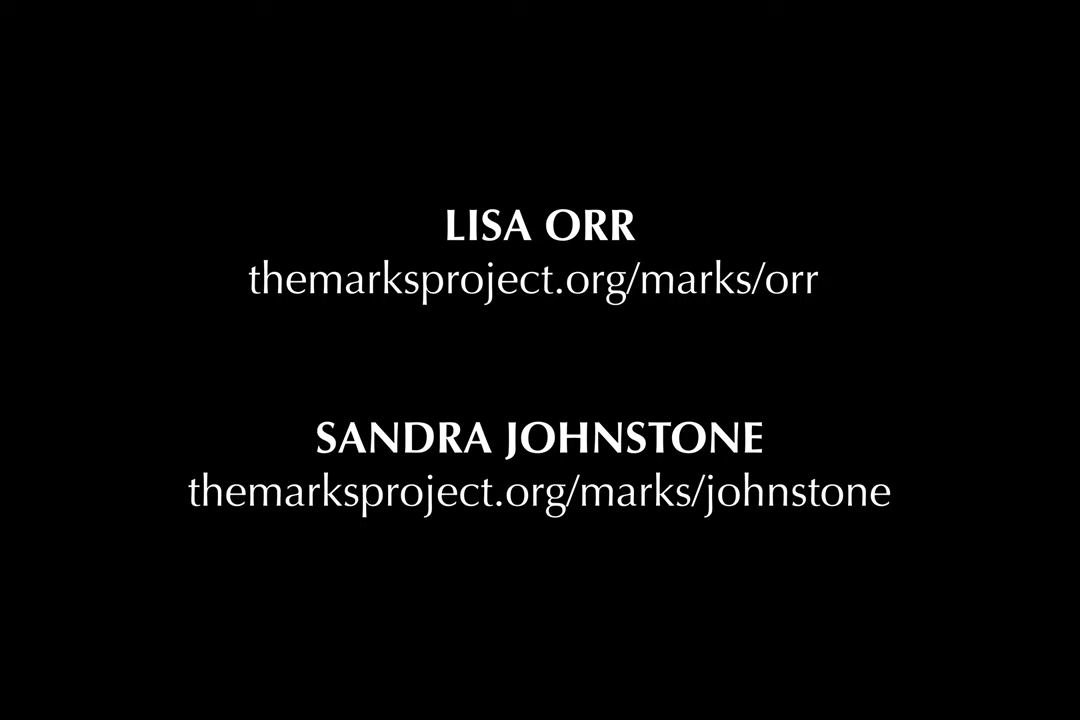 LISA ORR
themarksproject.org/marks/orr
SANDRA JOHNSTONE
themarksproject.org/marks/johnstone